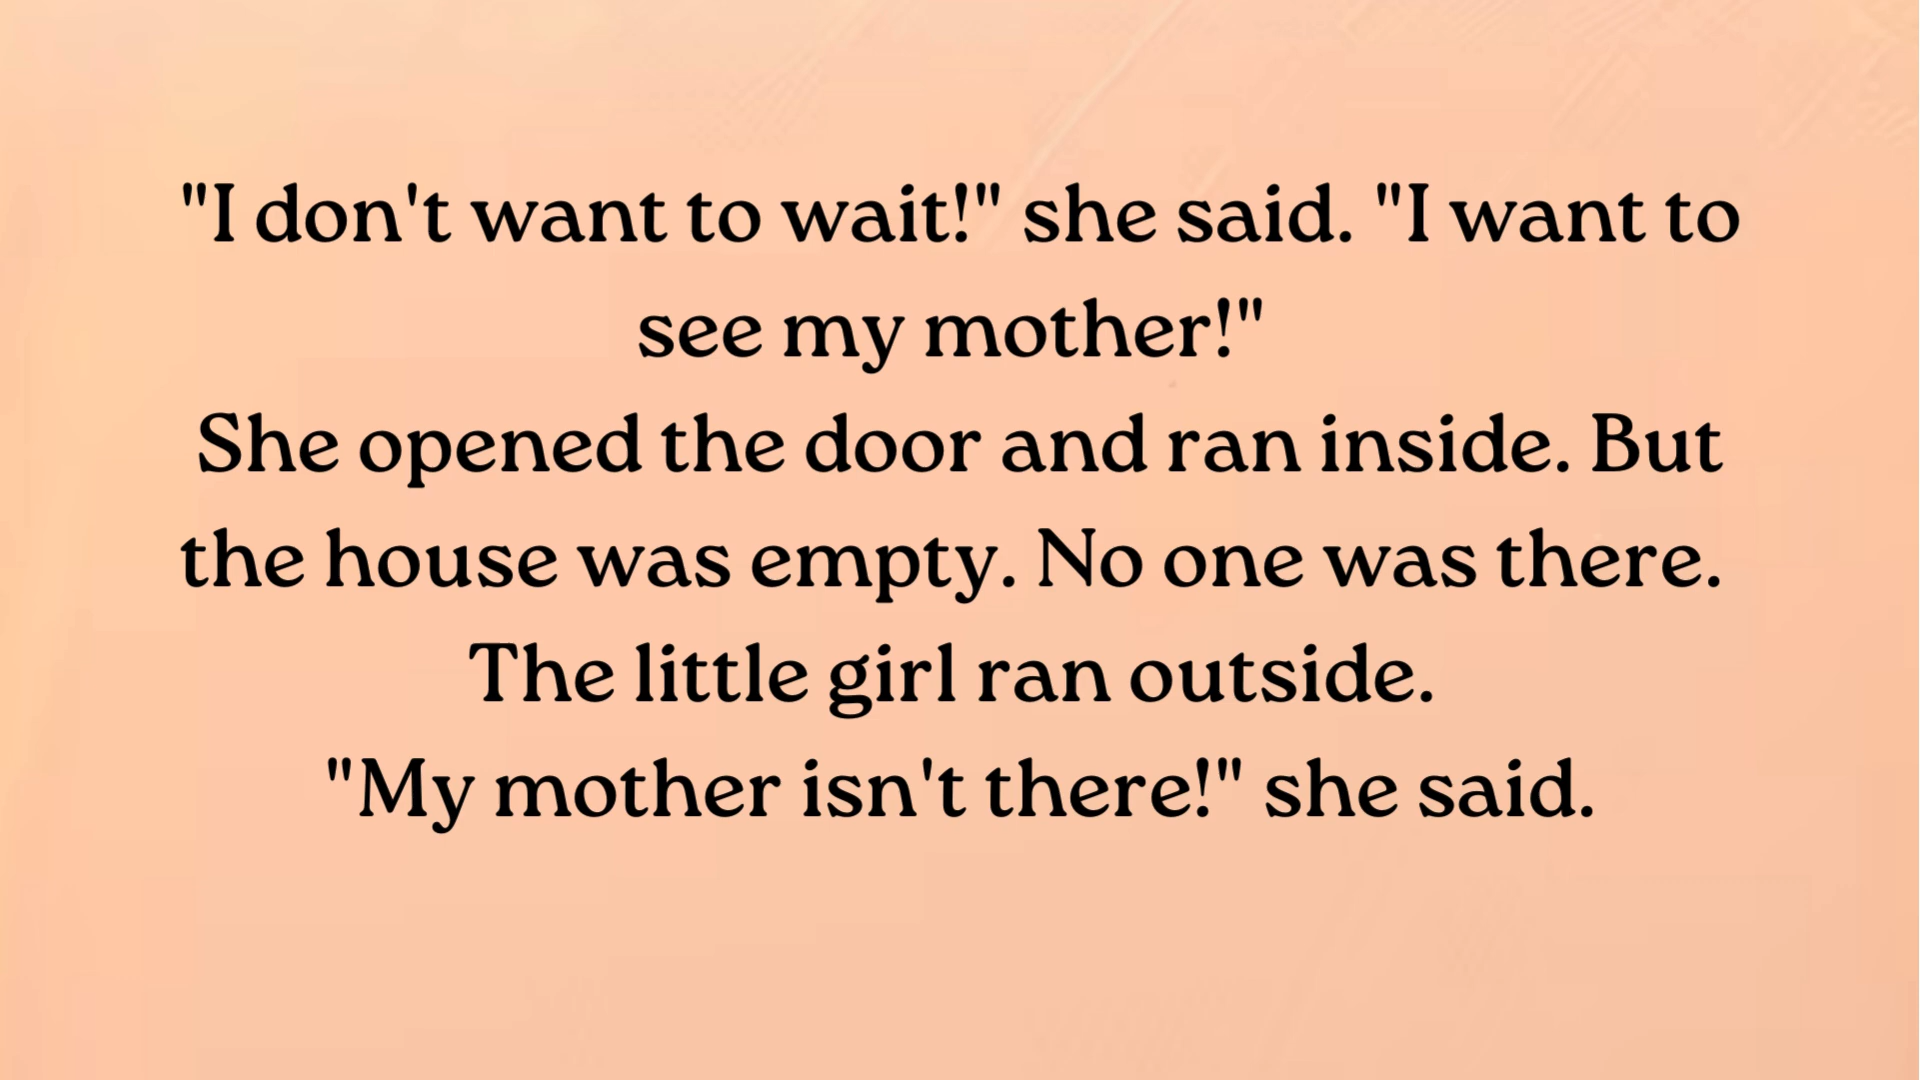 "I don't want to wait!" she said. "I want to
see my mother!"
She opened the door and ran inside. But
the house was empty. No one was there.
The little girl ran outside.
"My mother isn't there!" she said.